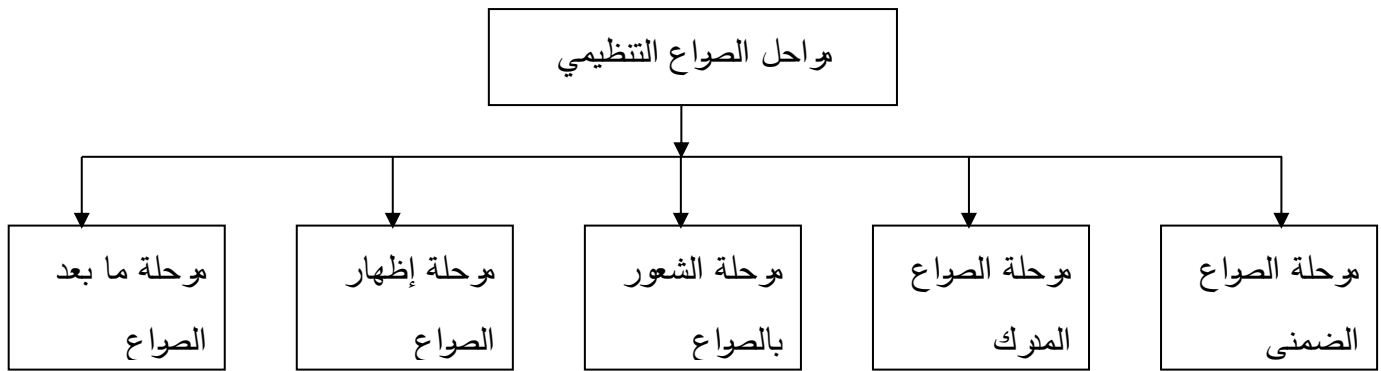 مراحل الصراع التنظيمي
مرحلة الصراع
الضمنى
مرحلة الصراع
المدرك
مرحلة الشعور
بالصراع
مرحلة إظهار
الصراع
مرحلة ما بعد
الصراع